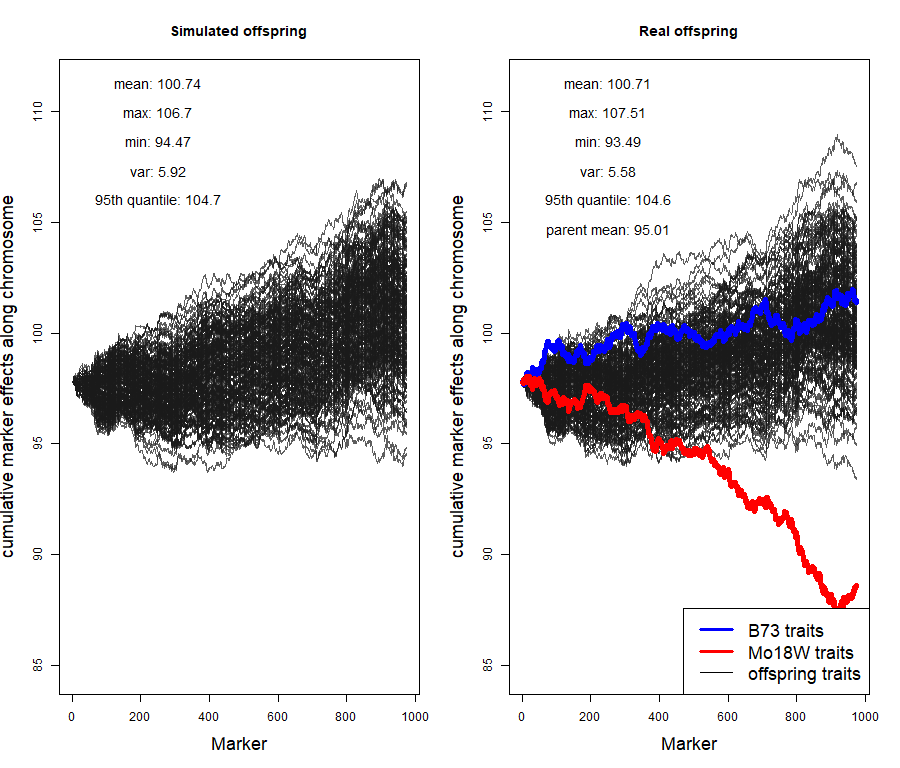 Simulated offspring
mean: 100.74
max: 106.7
min: 94.47
var: 5.92
95th quantile: 104.7
cumulative marker effects along chromosome
110
105
100
95
90
85
0 200 400 600 800 1000
Marker
Real offspring
mean: 100.71
max: 107.51
min: 93.49
var: 5.58
95th quantile: 104.6
parent mean: 95.01
cumulative marker effects along chromosome
110
105
100
95
90
85
B73 traits
Mo18W traits
offspring traits
0 200 400 600 800 1000
Marker